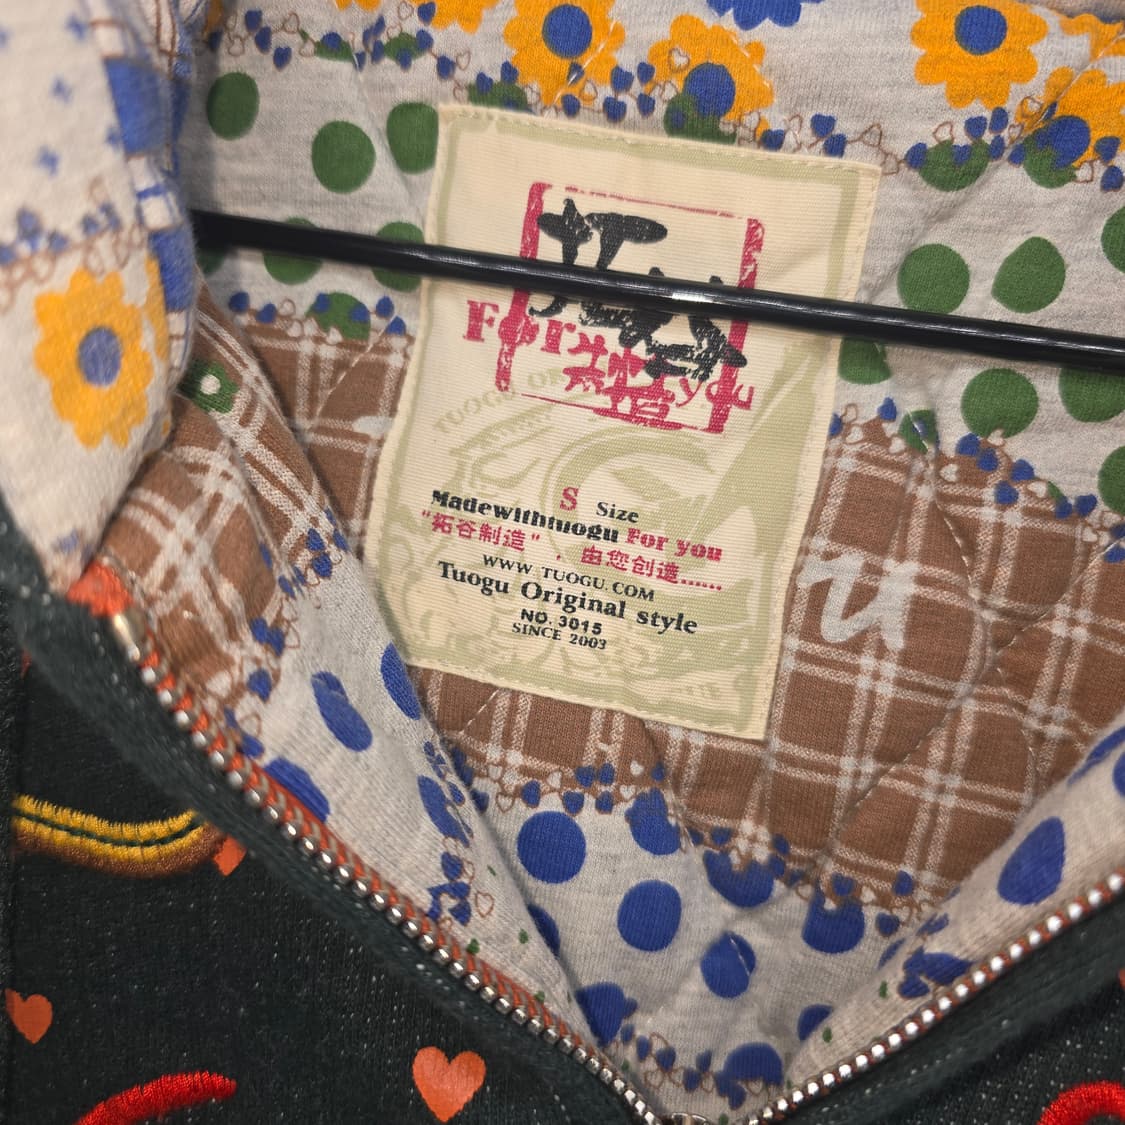 For you
S Size
Madewithtuogu For you
"拓谷制造"，由您创造......
WWW.TUOGU.COM
Tuogu Original style
NO. 3015
SINCE 2003
u